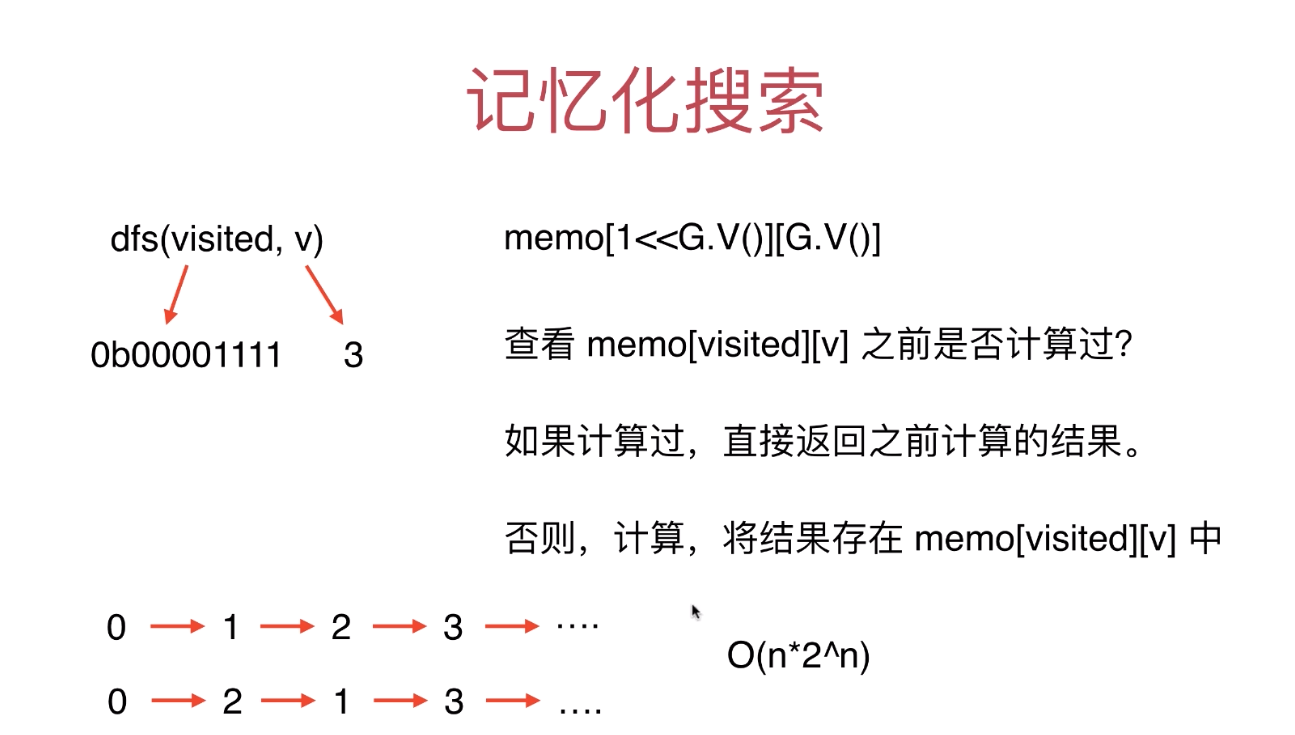 记忆化搜索
dfs(visited, v)
0b00001111 3
memo[1<<G.V()][G.V()]
查看 memo[visited][v] 之前是否计算过？
如果计算过，直接返回之前计算的结果。
否则，计算，将结果存在 memo[visited][v] 中
0 1 2 3 ····
0 2 1 3 ....
O(n*2^n)